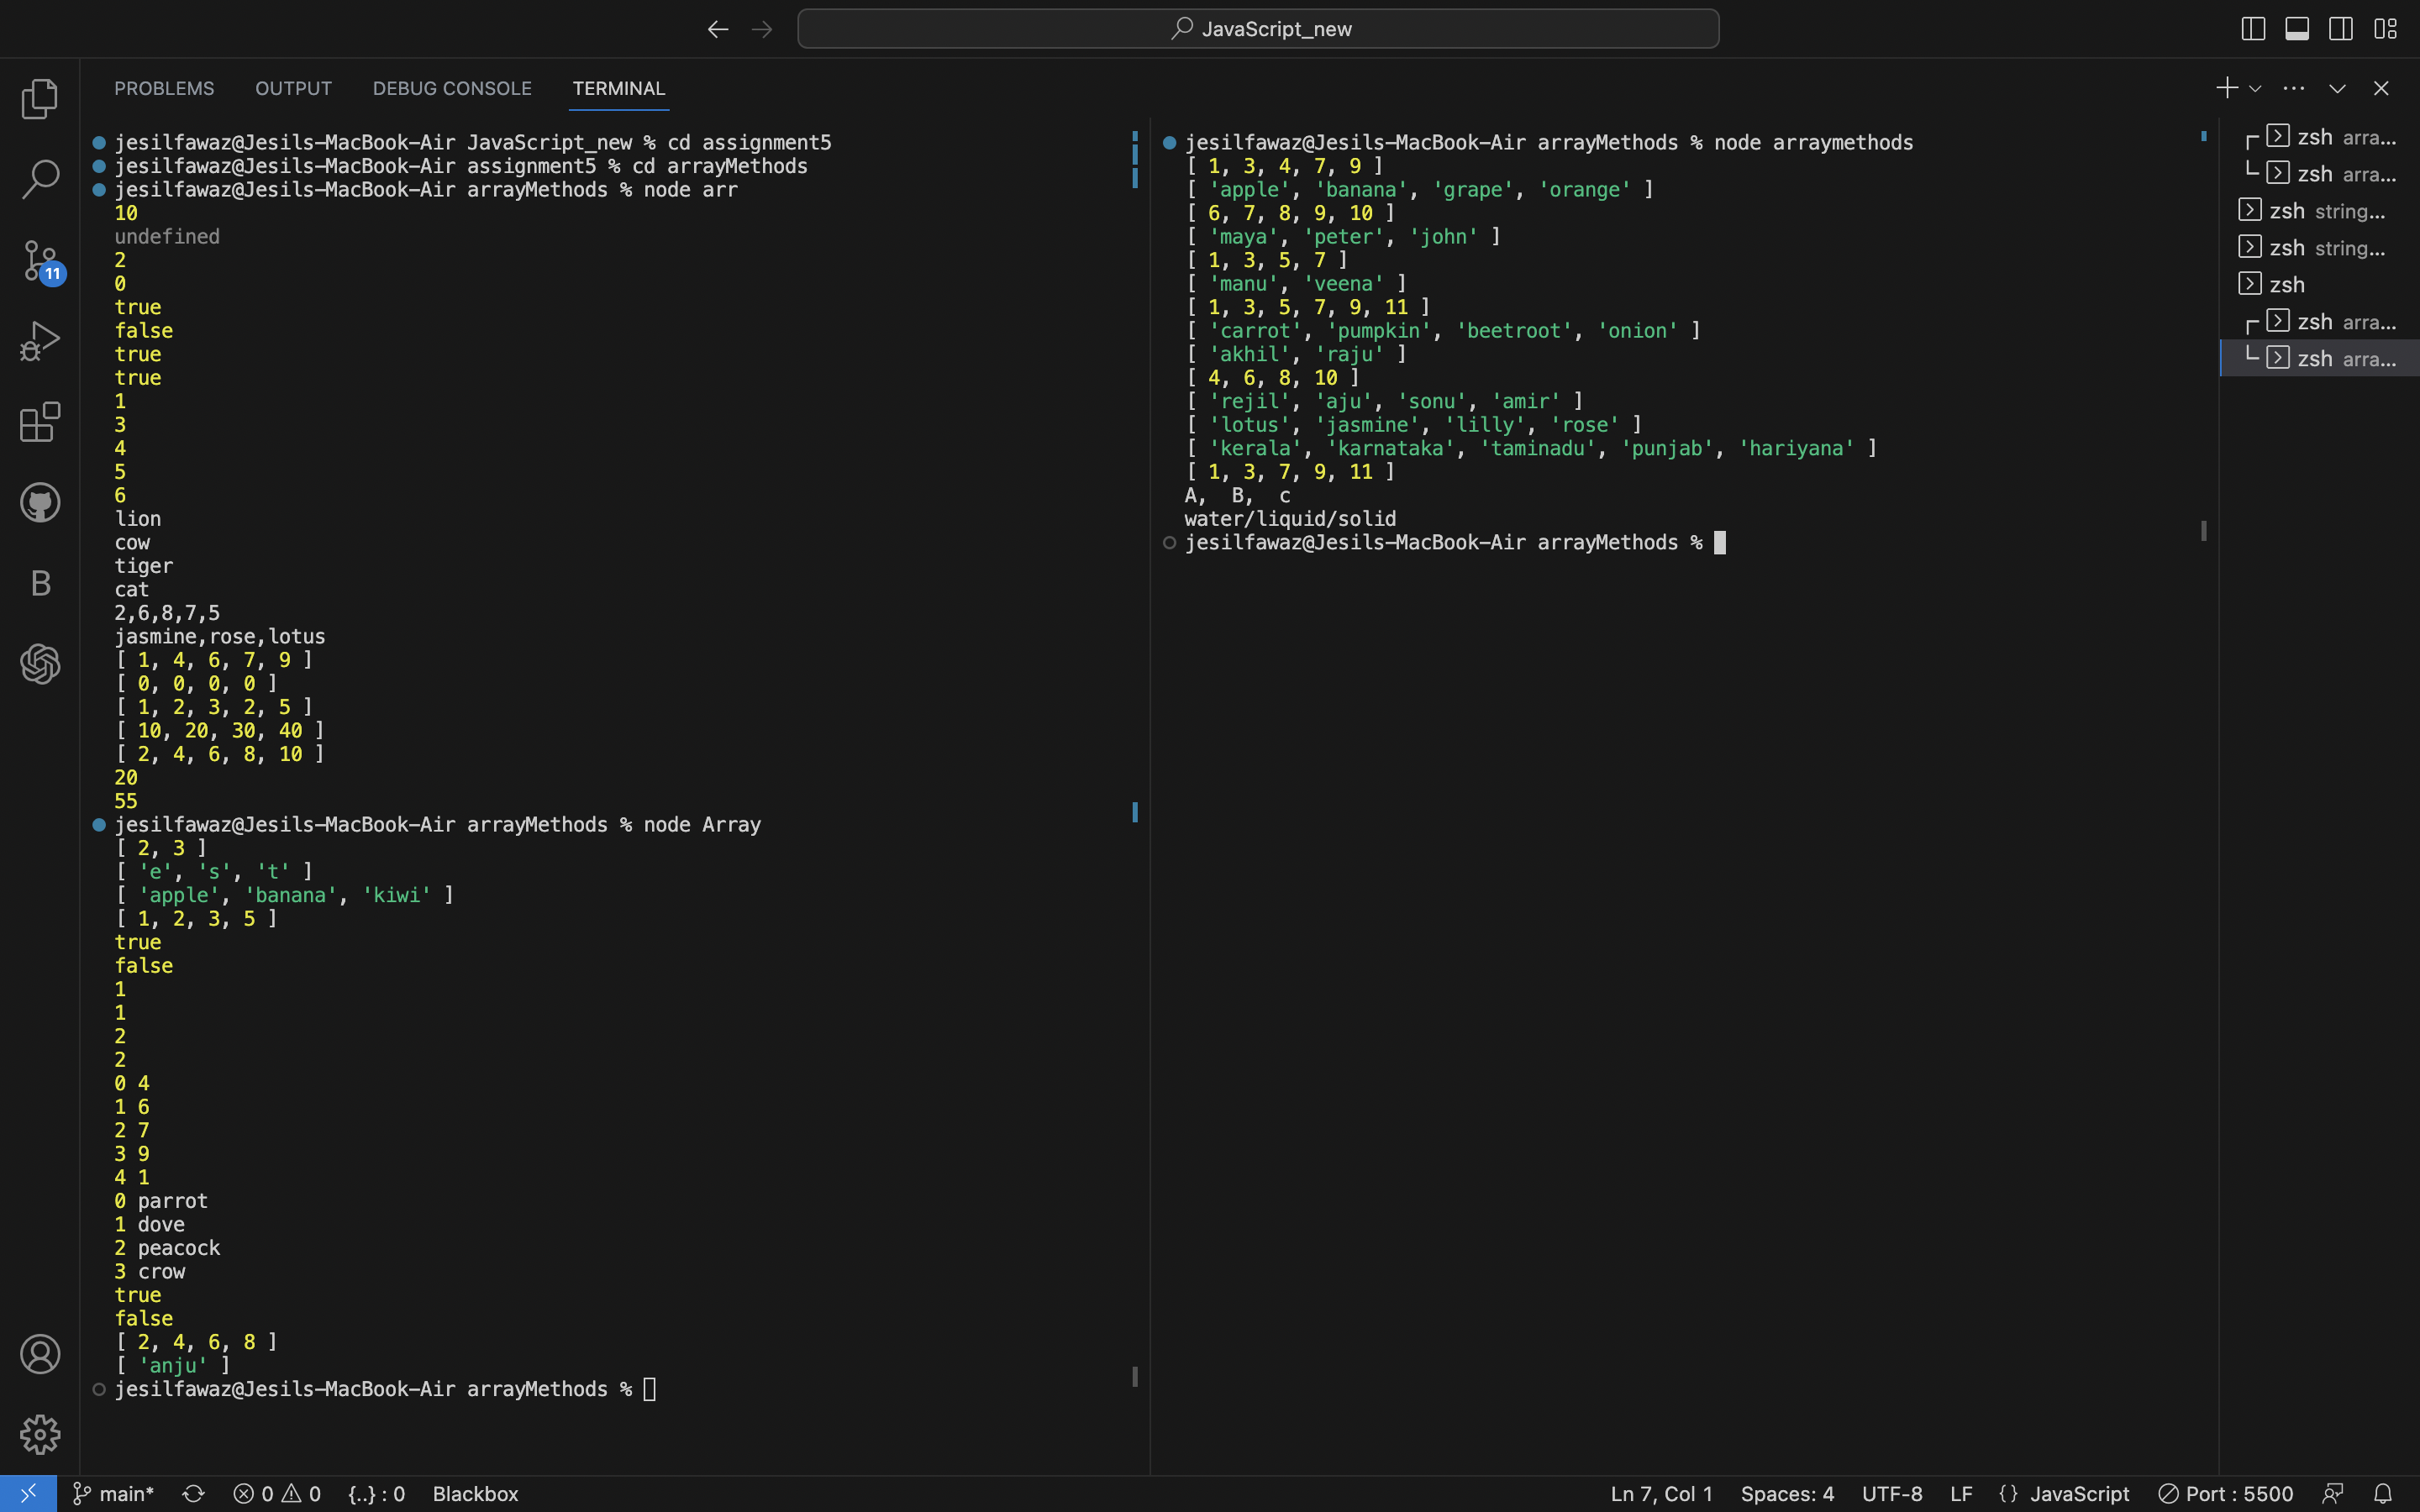 JavaScript_new
PROBLEMS OUTPUT DEBUG CONSOLE TERMINAL
jesilfawaz@Jesils-MacBook-Air JavaScript_new % cd assignment5
jesilfawaz@Jesils-MacBook-Air assignment5 % cd arrayMethods
jesilfawaz@Jesils-MacBook-Air arrayMethods % node arr
10
undefined
2
0
true
false
true
true
1
3
4
5
6
lion
cow
tiger
cat
2,6,8,7,5
jasmine,rose,lotus
[ 1, 4, 6, 7, 9 ]
[ 0, 0, 0, 0 ]
[ 1, 2, 3, 2, 5 ]
[ 10, 20, 30, 40 ]
[ 2, 4, 6, 8, 10 ]
20
55
jesilfawaz@Jesils-MacBook-Air arrayMethods % node Array
[ 2, 3 ]
[ 'e', 's', 't' ]
[ 'apple', 'banana', 'kiwi' ]
[ 1, 2, 3, 5 ]
true
false
1
1
2
2
0 4
1 6
2 7
3 9
4 1
0 parrot
1 dove
2 peacock
3 crow
true
false
[ 2, 4, 6, 8 ]
[ 'anju' ]
jesilfawaz@Jesils-MacBook-Air arrayMethods %
jesilfawaz@Jesils-MacBook-Air arrayMethods % node arraymethods
[ 1, 3, 4, 7, 9 ]
[ 'apple', 'banana', 'grape', 'orange' ]
[ 6, 7, 8, 9, 10 ]
[ 'maya', 'peter', 'john' ]
[ 1, 3, 5, 7 ]
[ 'manu', 'veena' ]
[ 1, 3, 5, 7, 9, 11 ]
[ 'carrot', 'pumpkin', 'beetroot', 'onion' ]
[ 'akhil', 'raju' ]
[ 4, 6, 8, 10 ]
[ 'rejil', 'aju', 'sonu', 'amir' ]
[ 'lotus', 'jasmine', 'lilly', 'rose' ]
[ 'kerala', 'karnataka', 'taminadu', 'punjab', 'hariyana' ]
[ 1, 3, 7, 9, 11 ]
A,  B,  c
water/liquid/solid
jesilfawaz@Jesils-MacBook-Air arrayMethods %
zsh arra...
zsh arra...
zsh string...
zsh string...
zsh
zsh arra...
zsh arra...
11
B
main* 0 0 {..} : 0 Blackbox Ln 7, Col 1 Spaces: 4 UTF-8 LF {} JavaScript Port : 5500